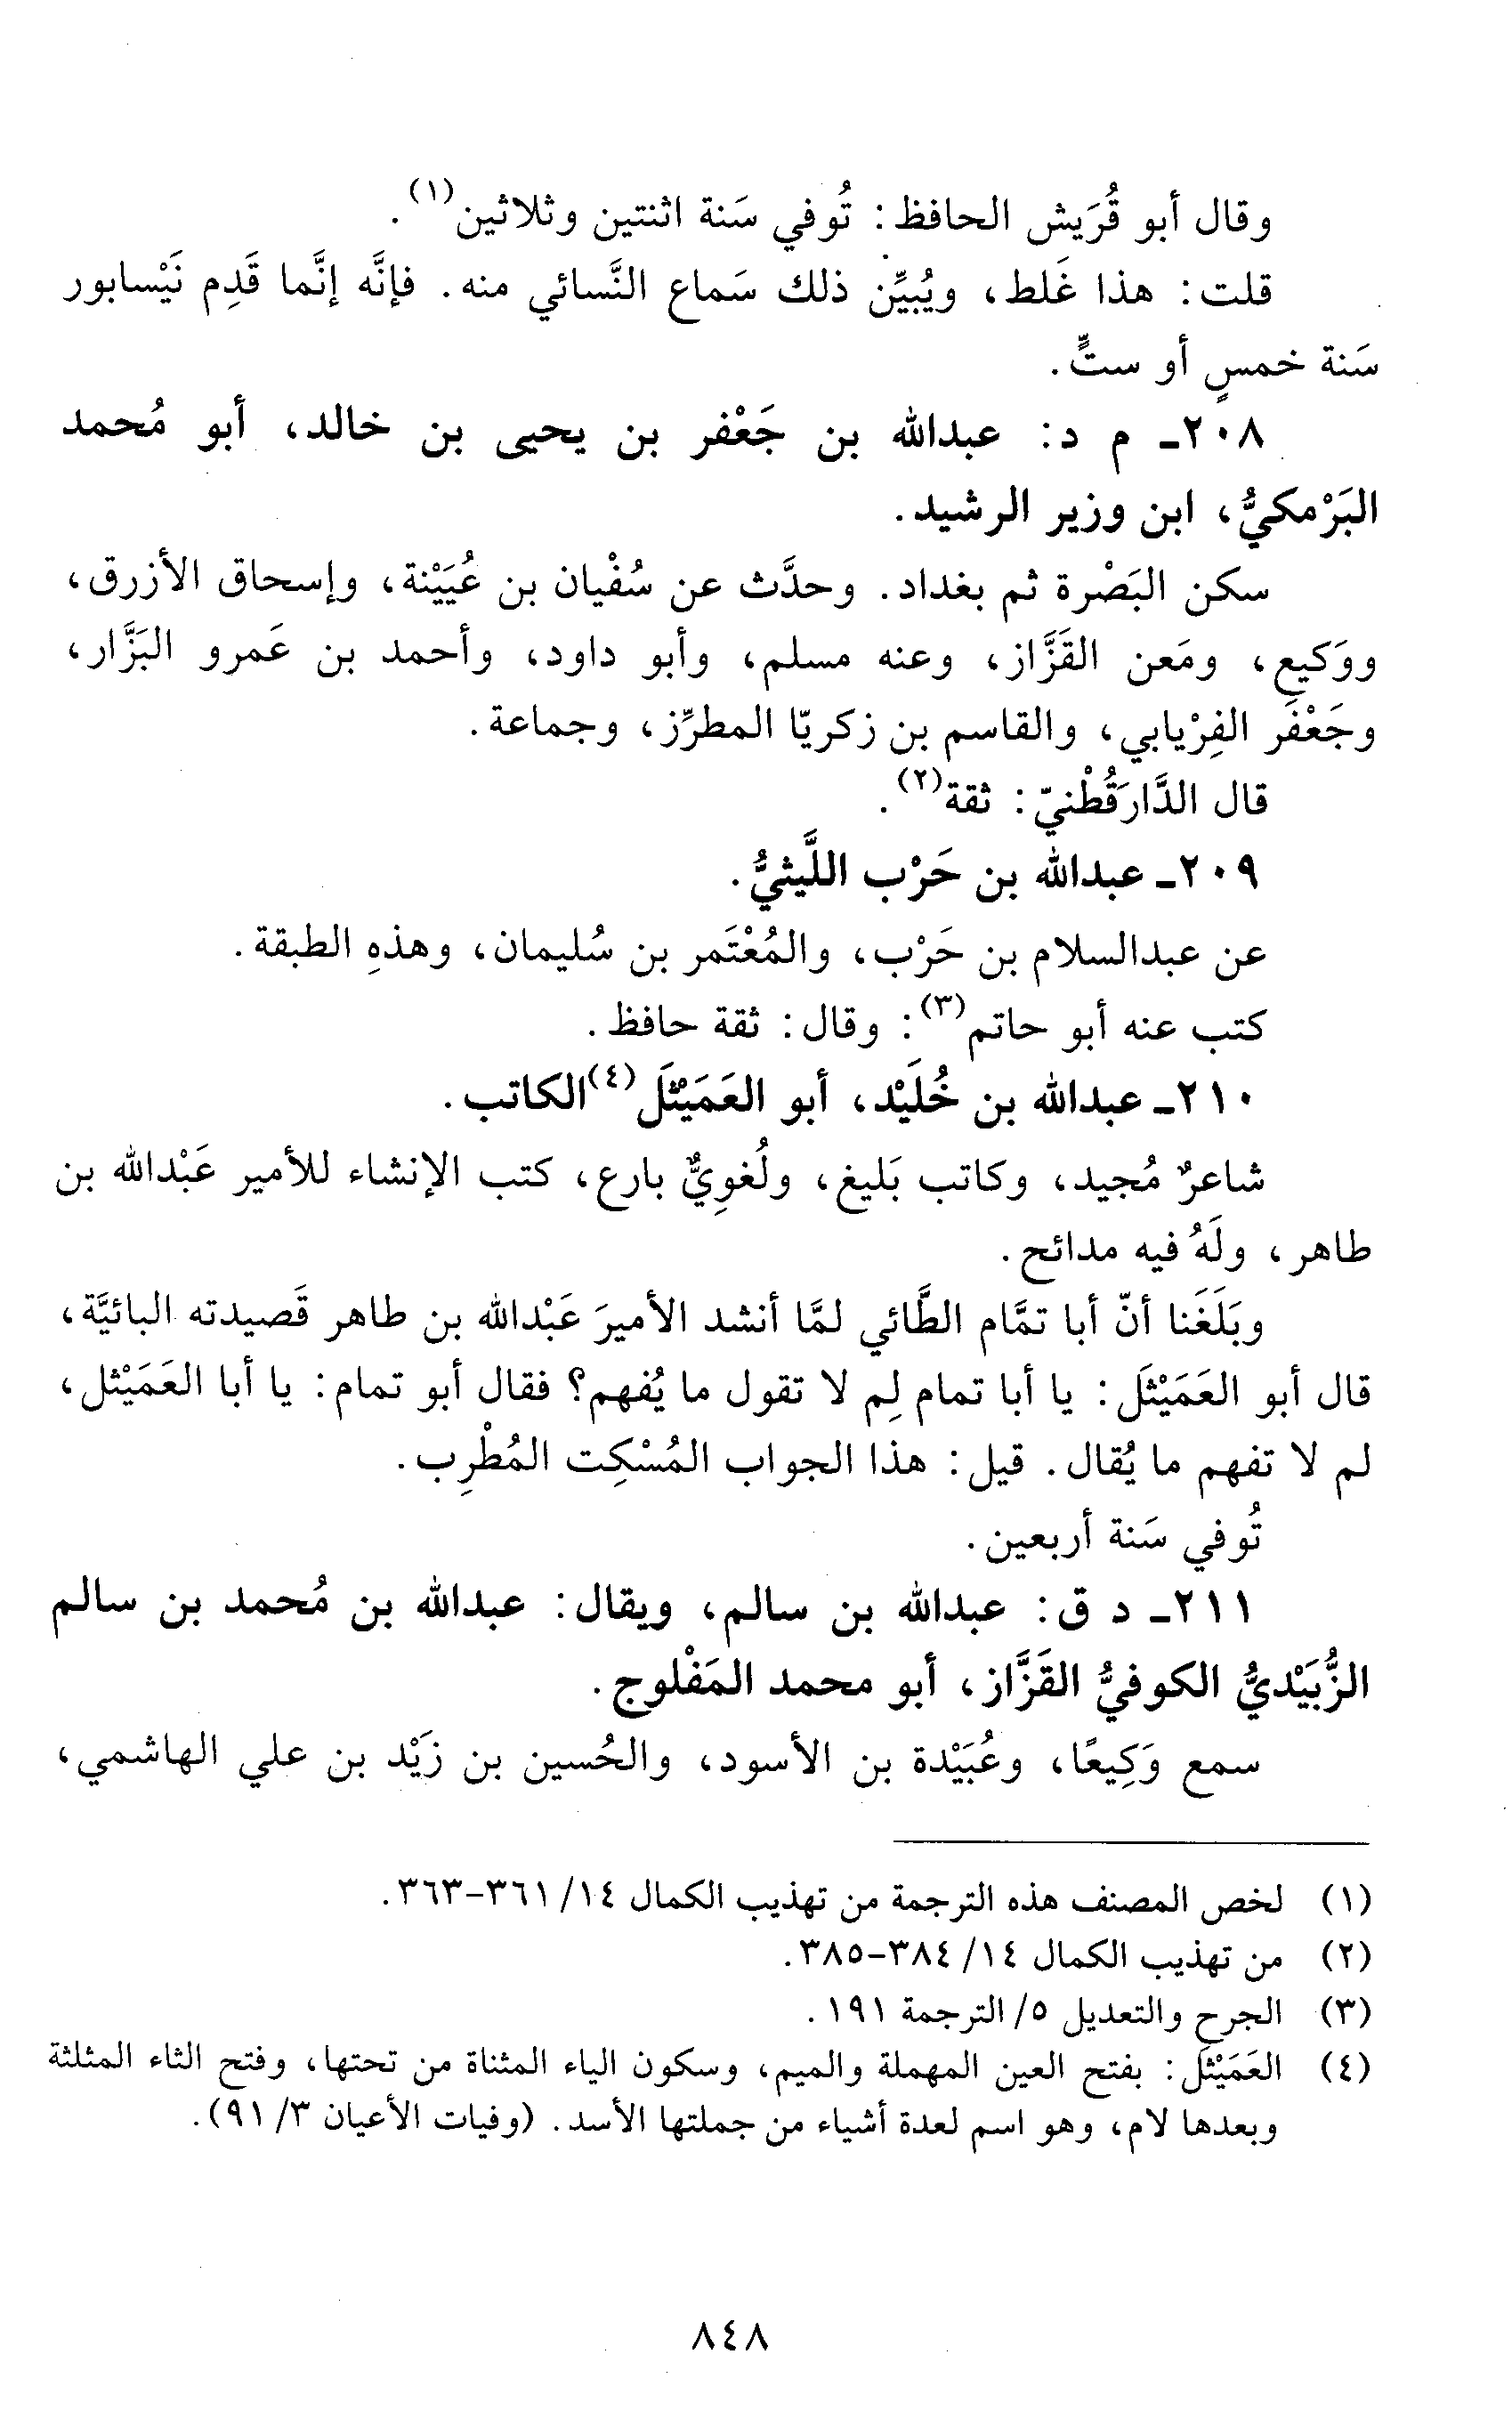 وقال أبو قُرَيش الحافظ: تُوفي سَنة اثنتين وثلاثين(١).
قلت: هذا غَلط، ويُبيِّن ذلك سَماع النَّسائي منه. فإنَّه إنَّما قَدِم نَيْسابور
سَنة خمسٍ أو ستٍّ.
٢٠٨ـ م د: عبدالله بن جَعْفر بن يحيى بن خالد، أبو مُحمد
البَرْمكيُّ، ابن وزير الرشيد.
سكن البَصْرة ثم بغداد. وحدَّث عن سُفْيان بن عُيَيْنة، وإسحاق الأزرق،
ووَكيعٍ، ومَعن القَزَّاز، وعنه مسلم، وأبو داود، وأحمد بن عَمرو البَزَّار،
وجَعْفَر الفِرْيابي، والقاسم بن زكريّا المطرِّز، وجماعة.
قال الدَّارَقُطْنيّ: ثقة(٢).
٢٠٩ـ عبدالله بن حَرْب اللَّيثيُّ.
عن عبدالسلام بن حَرْب، والمُعْتَمر بن سُليمان، وهذهِ الطبقة.
كتب عنه أبو حاتم(٣): وقال: ثقة حافظ.
٢١٠ـ عبدالله بن خُلَيْد، أبو العَمَيْثَل(٤) الكاتب.
شاعرٌ مُجيد، وكاتب بَليغ، ولُغوِيٌّ بارع، كتب الإنشاء للأمير عَبْدالله بن
طاهر، ولَهُ فيه مدائح.
وبَلَغَنا أنّ أبا تمَّام الطَّائي لمَّا أنشد الأميرَ عَبْدالله بن طاهر قَصيدته البائيَّة،
قال أبو العَمَيْثَل: يا أبا تمام لِم لا تقول ما يُفهم؟ فقال أبو تمام: يا أبا العَمَيْثل،
لم لا تفهم ما يُقال. قيل: هذا الجواب المُسْكِت المُطْرِب.
تُوفي سَنة أربعين.
٢١١ـ د ق: عبدالله بن سالم، ويقال: عبدالله بن مُحمد بن سالم
الزُّبَيْديُّ الكوفيُّ القَزَّاز، أبو محمد المَفْلوج.
سمع وَكِيعًا، وعُبَيْدة بن الأسود، والحُسين بن زَيْد بن علي الهاشمي،
(١) لخص المصنف هذه الترجمة من تهذيب الكمال ١٤/ ٣٦١-٣٦٣.
(٢) من تهذيب الكمال ١٤/ ٣٨٤-٣٨٥.
(٣) الجرح والتعديل ٥/ الترجمة ١٩١.
(٤) العَمَيْثَل: بفتح العين المهملة والميم، وسكون الياء المثناة من تحتها، وفتح الثاء المثلثة
وبعدها لام، وهو اسم لعدة أشياء من جملتها الأسد. (وفيات الأعيان ٣/ ٩١).
٨٤٨